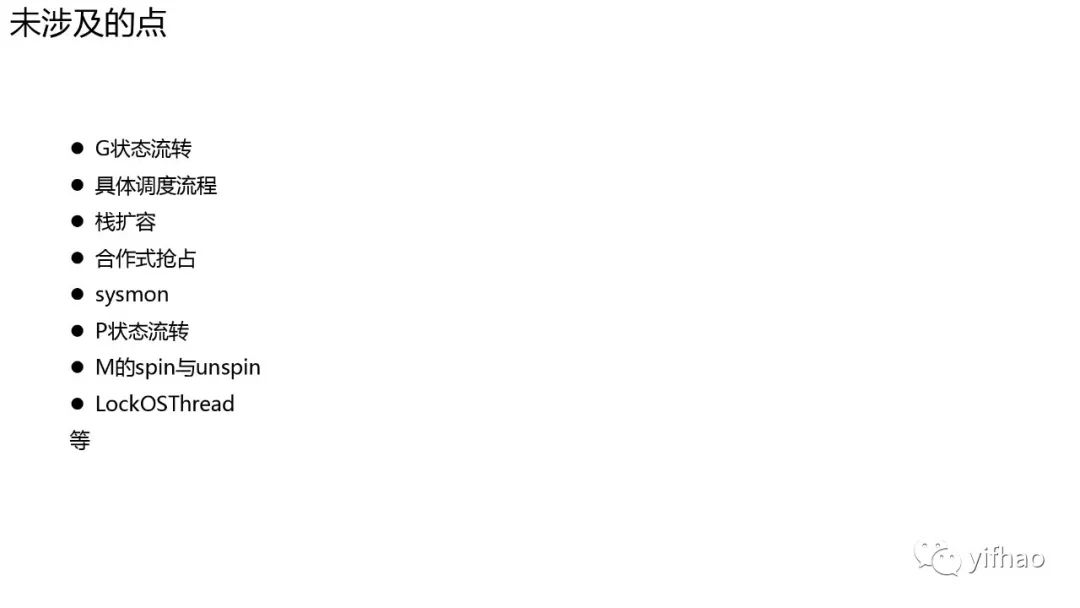 未涉及的点
● G状态流转
● 具体调度流程
● 栈扩容
● 合作式抢占
● sysmon
● P状态流转
● M的spin与unspin
● LockOSThread
等
yifhao